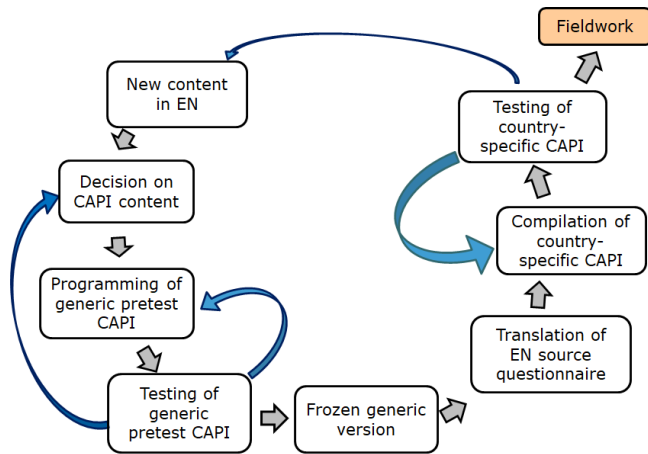 Fieldwork
New content
in EN
Testing of
country-
specific CAPI
Decision on
CAPI content
Compilation of
country-
specific CAPI
Programming of
generic pretest
CAPI
Translation of
EN source
questionnaire
Testing of
generic
pretest CAPI
Frozen generic
version